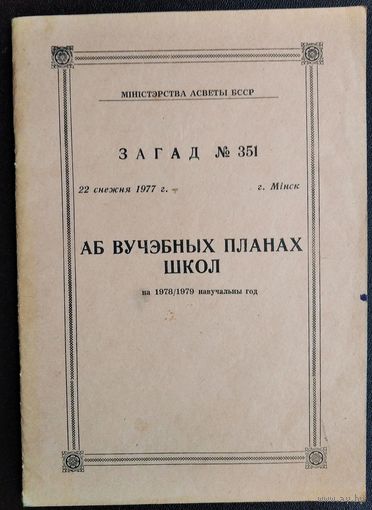 МІНІСТЭРСТВА АСВЕТЫ БССР
ЗАГАД № 351
22 снежня 1977 г. г. Мінск
АБ ВУЧЭБНЫХ ПЛАНАХ
ШКОЛ
на 1978/1979 навучальны год